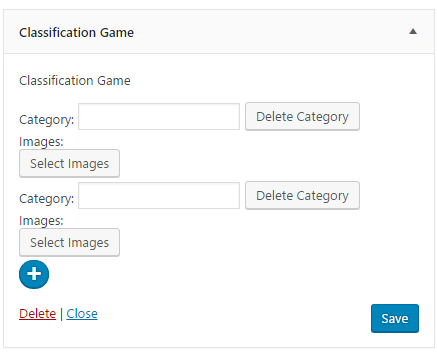 Classification Game
Classification Game
Category: Delete Category
Images:
Select Images
Category: Delete Category
Images:
Select Images
Delete | Close Save